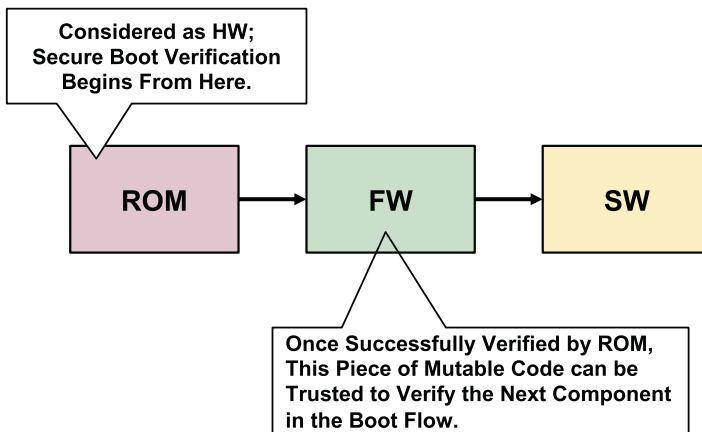 Considered as HW;
Secure Boot Verification
Begins From Here.
ROM
FW
SW
Once Successfully Verified by ROM,
This Piece of Mutable Code can be
Trusted to Verify the Next Component
in the Boot Flow.